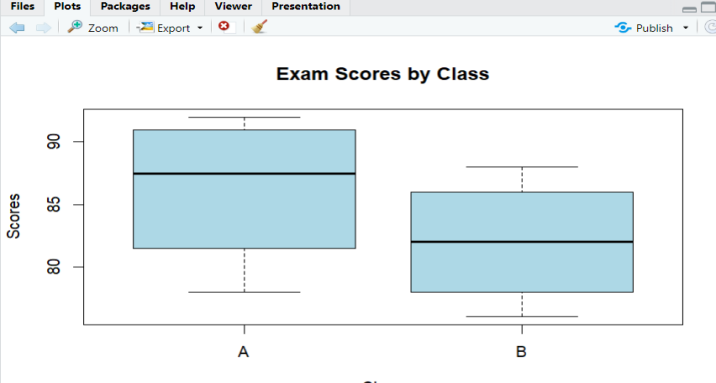 Files Plots Packages Help Viewer Presentation
Zoom Export Publish
Exam Scores by Class
Scores
90
85
80
A B